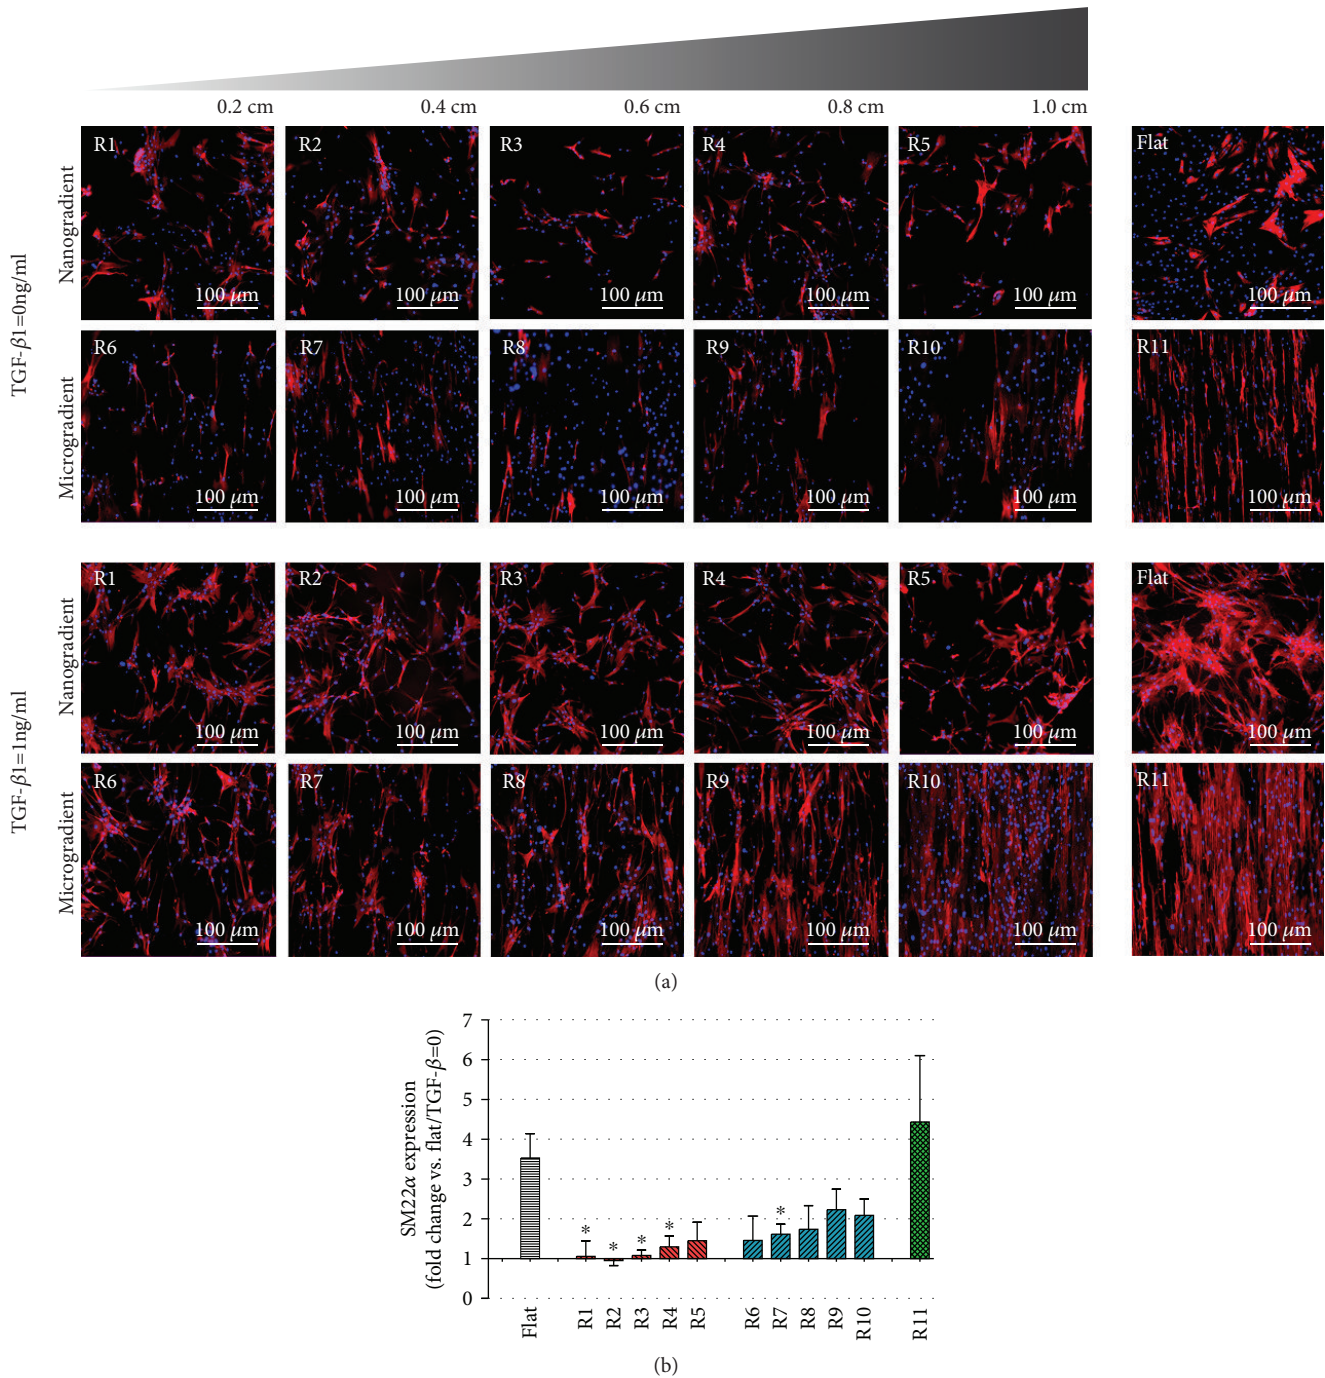 0.2 cm 0.4 cm 0.6 cm 0.8 cm 1.0 cm
TGF-β1=0ng/ml
Nanogradient
R1 R2 R3 R4 R5 Flat
100 μm 100 μm 100 μm 100 μm 100 μm 100 μm
Microgradient
R6 R7 R8 R9 R10 R11
100 μm 100 μm 100 μm 100 μm 100 μm 100 μm
TGF-β1=1ng/ml
Nanogradient
R1 R2 R3 R4 R5 Flat
100 μm 100 μm 100 μm 100 μm 100 μm 100 μm
Microgradient
R6 R7 R8 R9 R10 R11
100 μm 100 μm 100 μm 100 μm 100 μm 100 μm
(a)
SM22α expression
(fold change vs. flat/TGF-β=0)
7
6
5
4
3
2
1
0
* * * * *
Flat R1 R2 R3 R4 R5 R6 R7 R8 R9 R10 R11
(b)